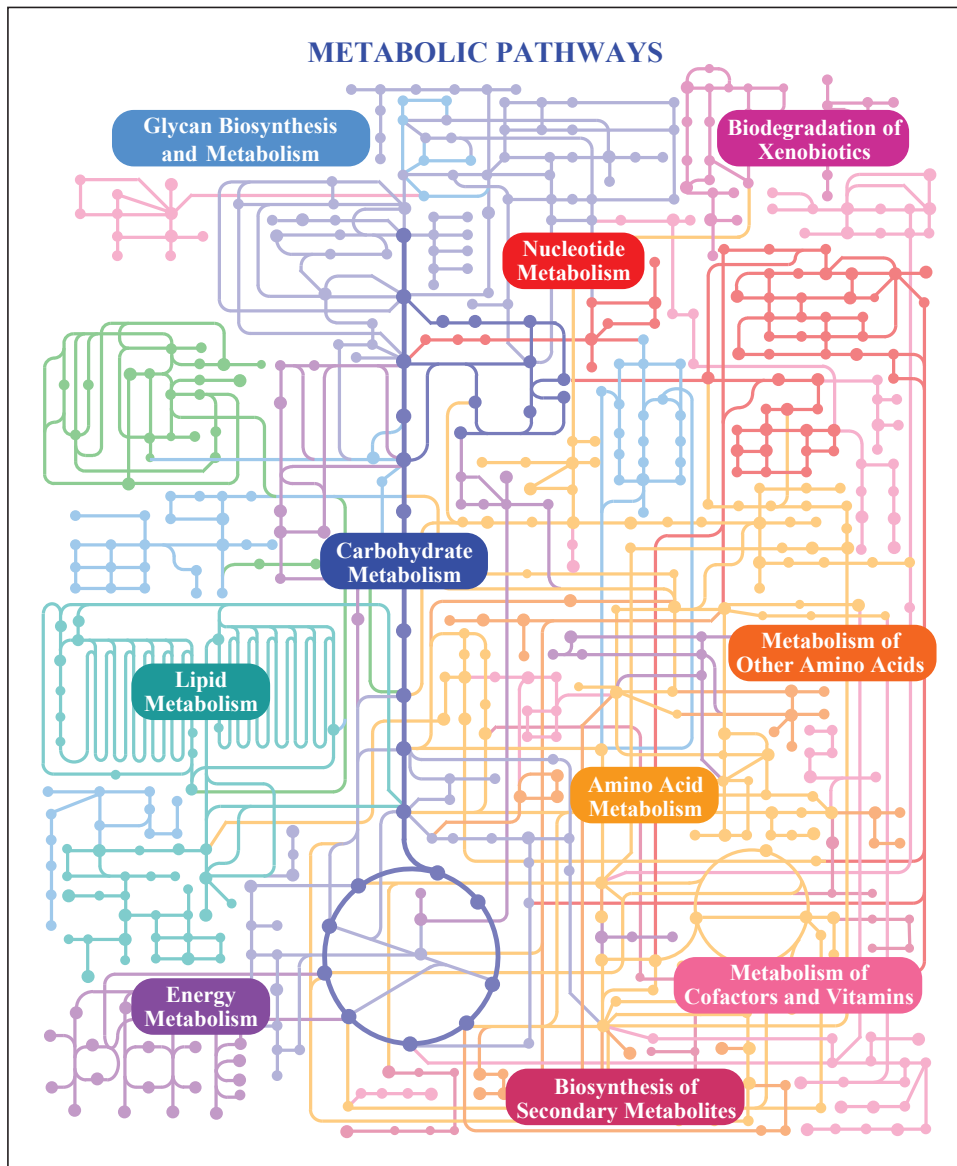 METABOLIC PATHWAYS
Glycan Biosynthesis
and Metabolism
Biodegradation of
Xenobiotics
Nucleotide
Metabolism
Carbohydrate
Metabolism
Metabolism of
Other Amino Acids
Lipid
Metabolism
Amino Acid
Metabolism
Metabolism of
Cofactors and Vitamins
Energy
Metabolism
Biosynthesis of
Secondary Metabolites